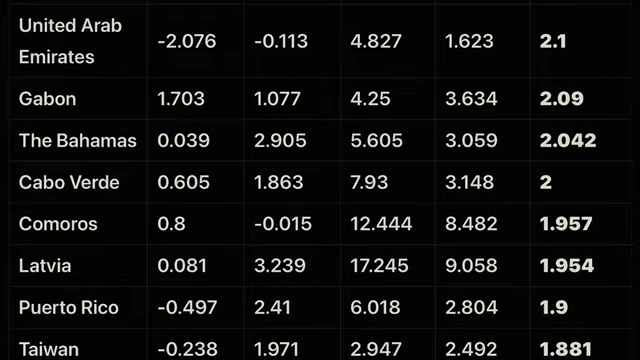 United Arab
Emirates -2.076 -0.113 4.827 1.623 2.1
Gabon 1.703 1.077 4.25 3.634 2.09
The Bahamas 0.039 2.905 5.605 3.059 2.042
Cabo Verde 0.605 1.863 7.93 3.148 2
Comoros 0.8 -0.015 12.444 8.482 1.957
Latvia 0.081 3.239 17.245 9.058 1.954
Puerto Rico -0.497 2.41 6.018 2.804 1.9
Taiwan -0.238 1.971 2.947 2.492 1.881